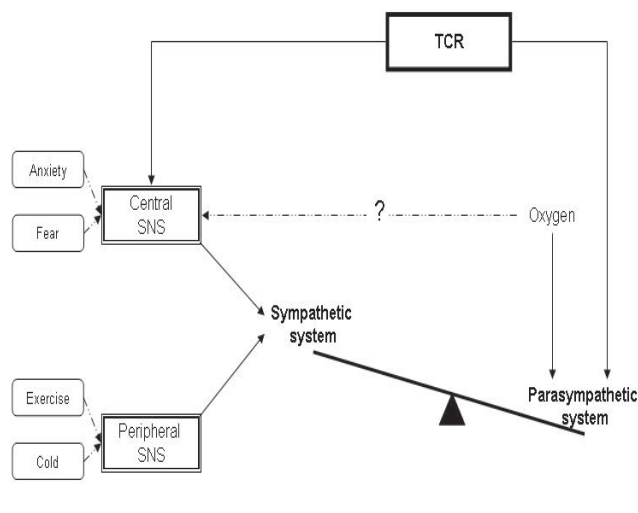 TCR
Anxiety
Central
SNS
Fear
?
Oxygen
Sympathetic
system
Exercise
Parasympathetic
system
Peripheral
SNS
Cold